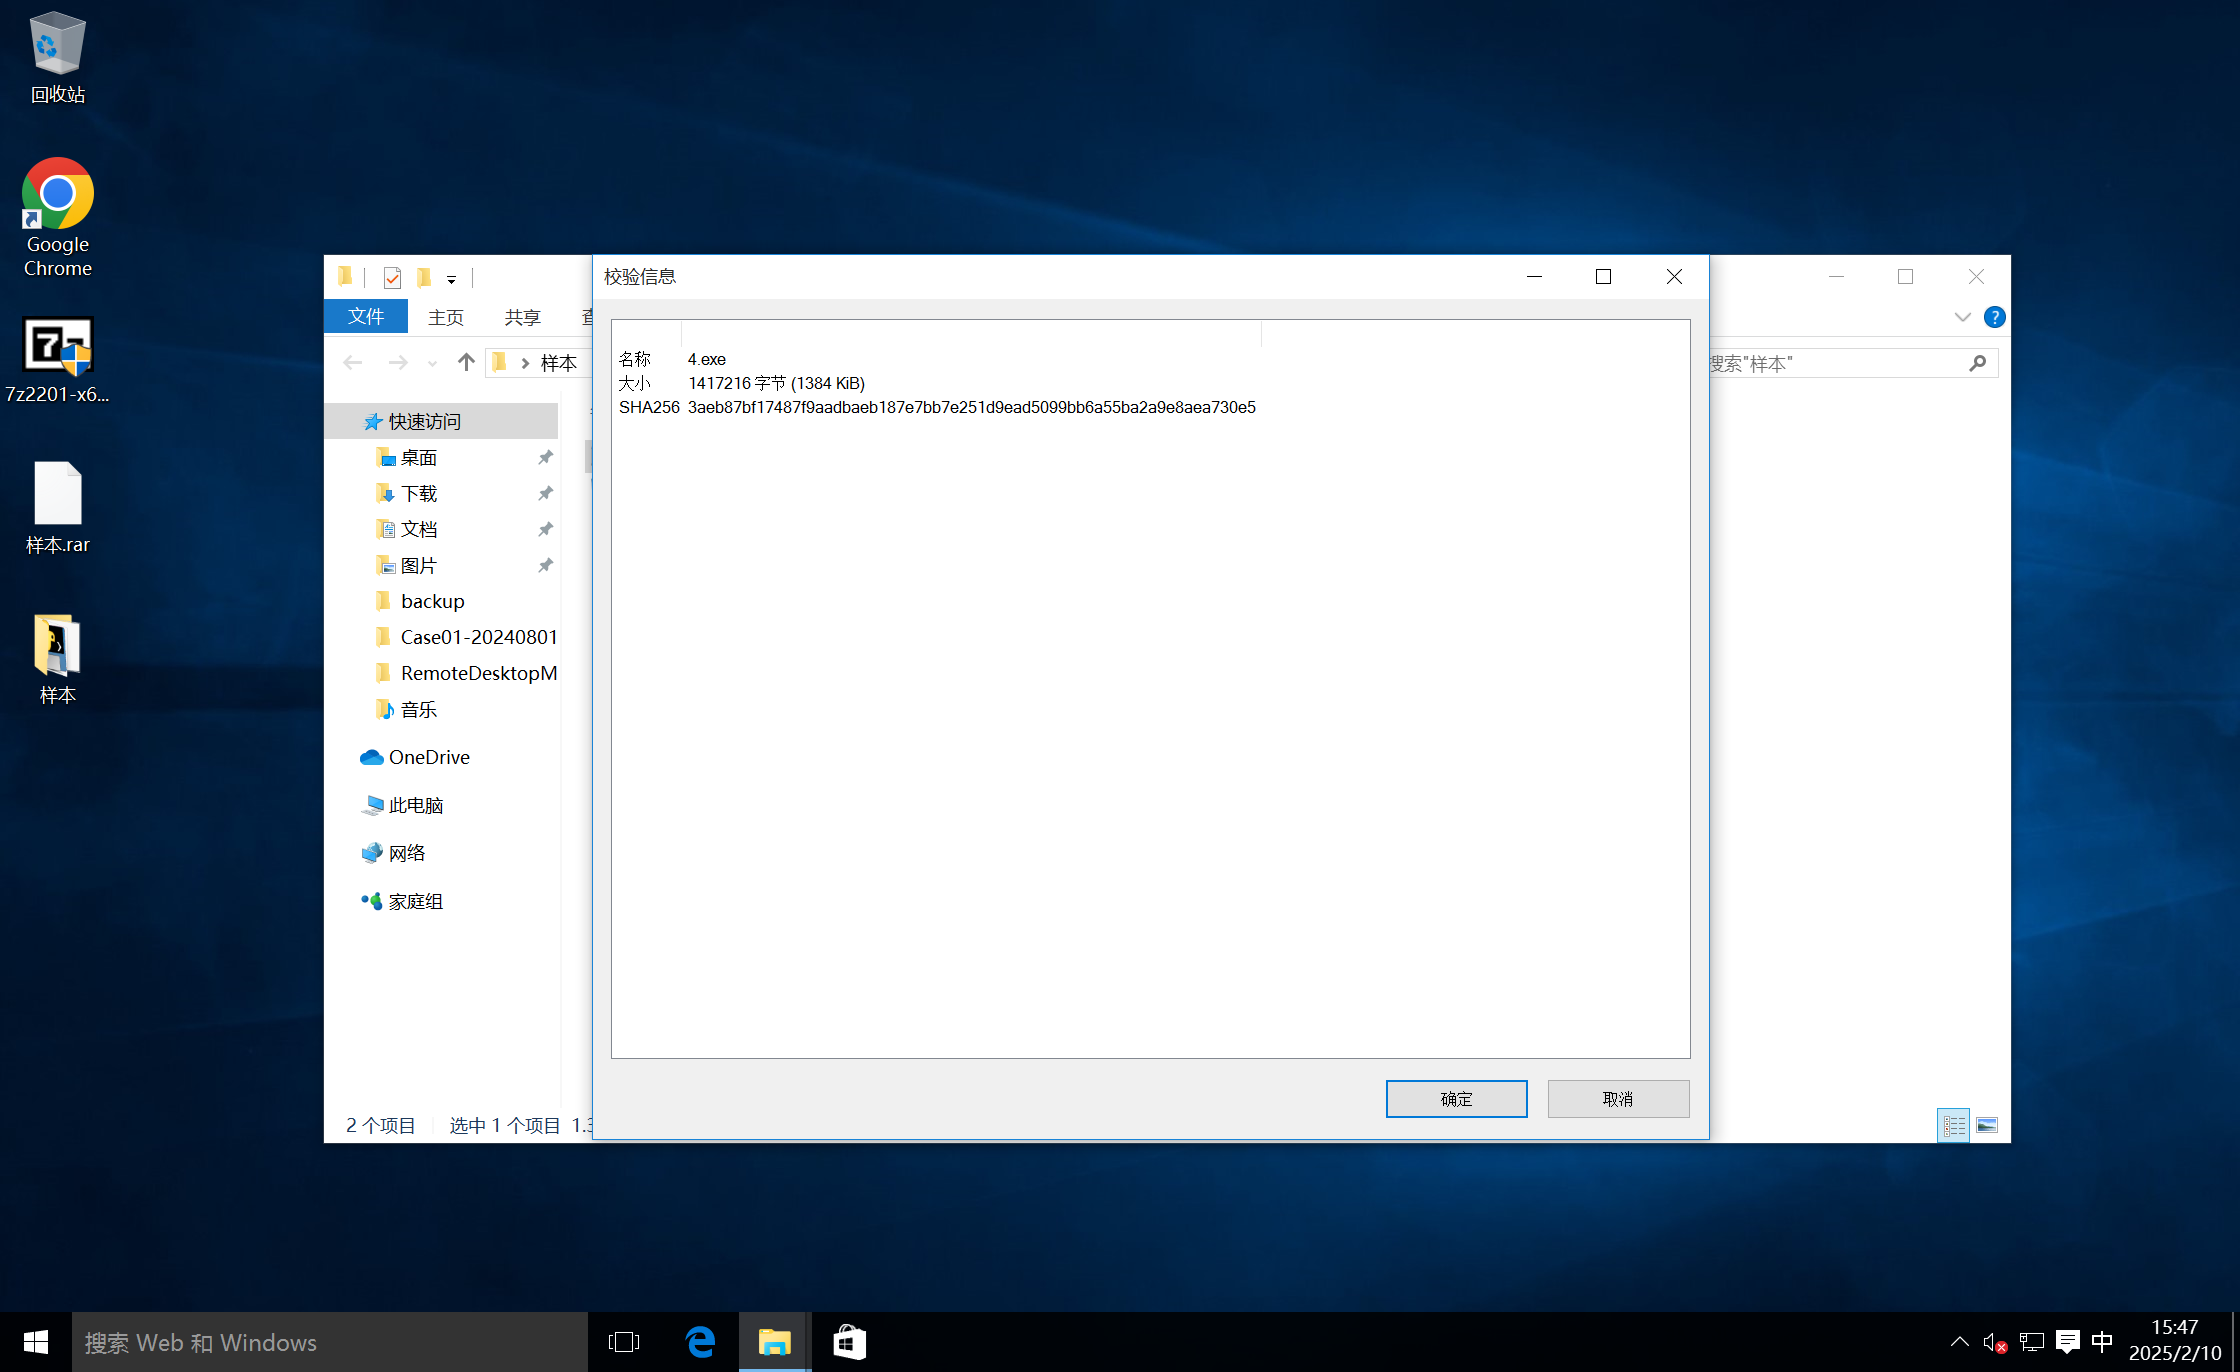 回收站
Google
Chrome
7z2201-x6...
样本.rar
样本
文件
主页
共享
样本
快速访问
桌面
下载
文档
图片
backup
Case01-20240801
RemoteDesktopM
音乐
OneDrive
此电脑
网络
家庭组
2 个项目
选中 1 个项目
校验信息
名称 4.exe
大小 1417216 字节 (1384 KiB)
SHA256 3aeb87bf17487f9aadbaeb187e7bb7e251d9ead5099bb6a55ba2a9e8aea730e5
确定
取消
搜索"样本"
搜索 Web 和 Windows
中
15:47
2025/2/10